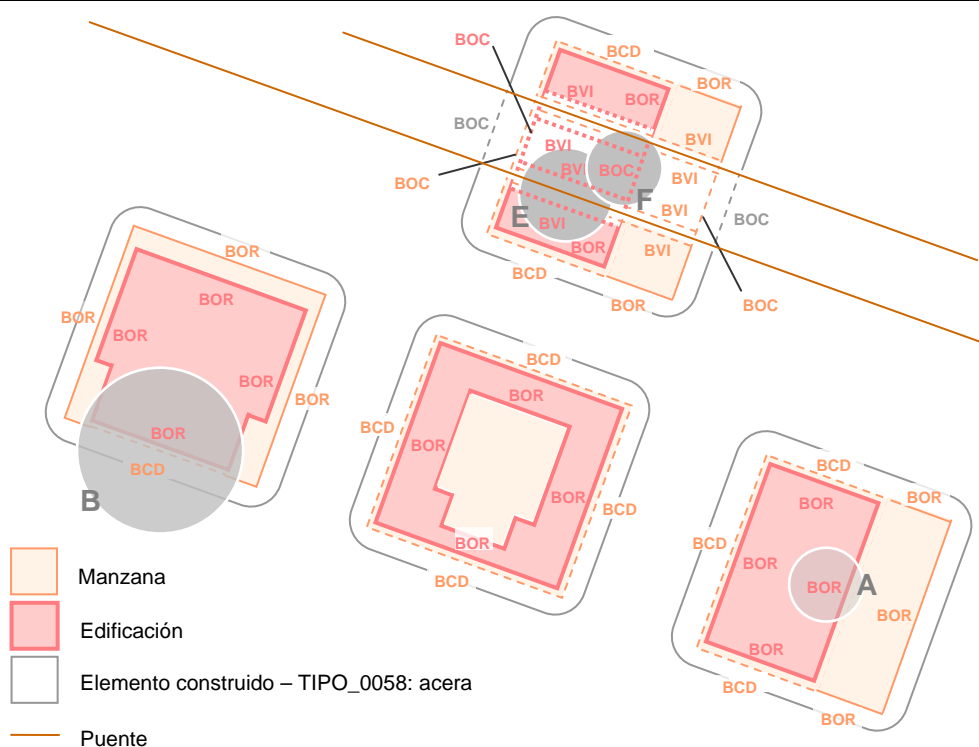 BOC
BCD
BOR
BVI
BOR
BOC
BVI
BVI
BVI
BOC
BVI
BOC
F
BVI
E
BVI
BVI
BOC
BOR
BCD
BOR
BOC
BOR
BOR
BOR
BOR
BOR
BOR
BOR
BCD
B
BCD
BOR
BCD
BOR
BOR
BCD
BOR
BCD
BCD
BOR
BOR
BCD
BOR
BOR
A
BOR
BOR
BCD
BOR
Manzana
Edificación
Elemento construido – TIPO_0058: acera
Puente